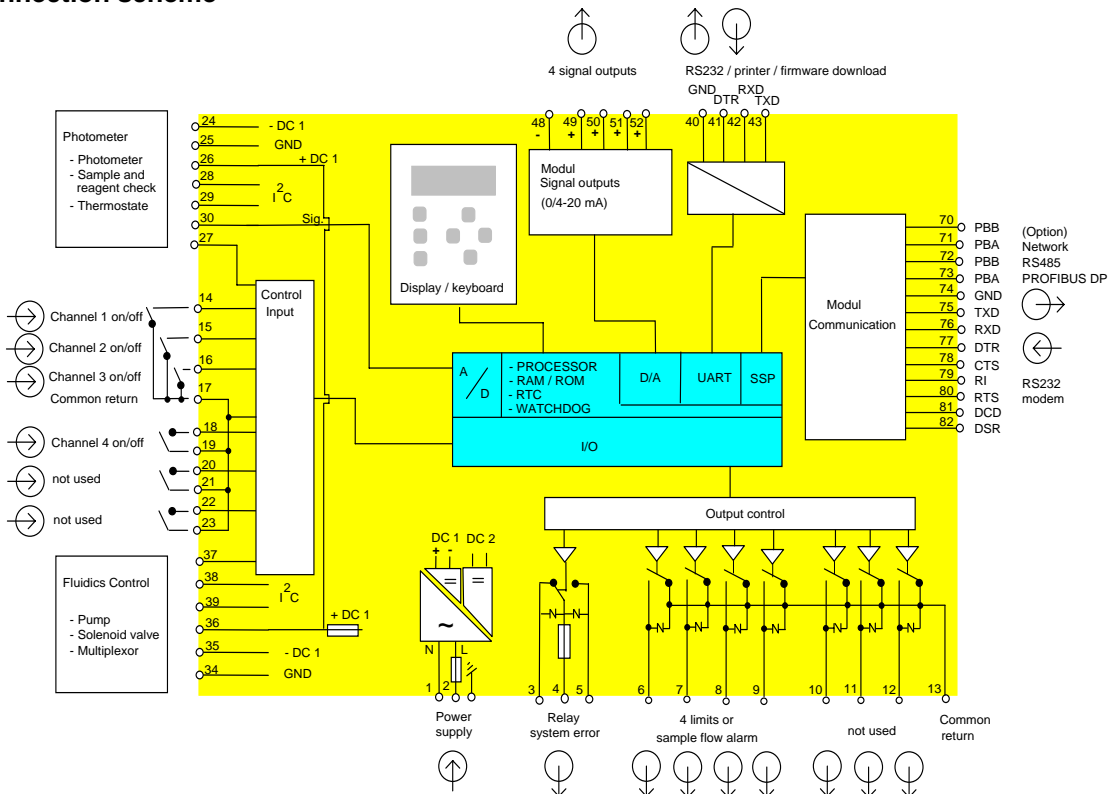 nnection scheme
4 signal outputs
RS232 / printer / firmware download
GND
DTR
RXD
TXD
48
49
50
51
52
-
+
+
+
+
40
41
42
43
Photometer
- Photometer
- Sample and
reagent check
- Thermostate
24
- DC 1
25
GND
26
+ DC 1
28
I2C
29
30
Sig.
27
Display / keyboard
Modul
Signal outputs
(0/4-20 mA)
Control
Input
14
Channel 1 on/off
15
Channel 2 on/off
16
Channel 3 on/off
17
Common return
18
Channel 4 on/off
19
20
not used
21
22
not used
23
A
/
D
- PROCESSOR
- RAM / ROM
- RTC
- WATCHDOG
D/A
UART
SSP
I/O
Modul
Communication
70
PBB
71
PBA
72
PBB
73
PBA
74
GND
75
TXD
76
RXD
77
DTR
78
CTS
79
RI
80
RTS
81
DCD
82
DSR
(Option)
Network
RS485
PROFIBUS DP
RS232
modem
Fluidics Control
- Pump
- Solenoid valve
- Multiplexor
37
38
I2C
39
36
+ DC 1
35
- DC 1
34
GND
DC 1
DC 2
+
-
=
=
~
N
L
1
2
Power
supply
Output control
N
N
N
N
N
N
N
N
N
3
4
5
Relay
system error
6
7
8
9
4 limits or
sample flow alarm
10
11
12
not used
13
Common
return